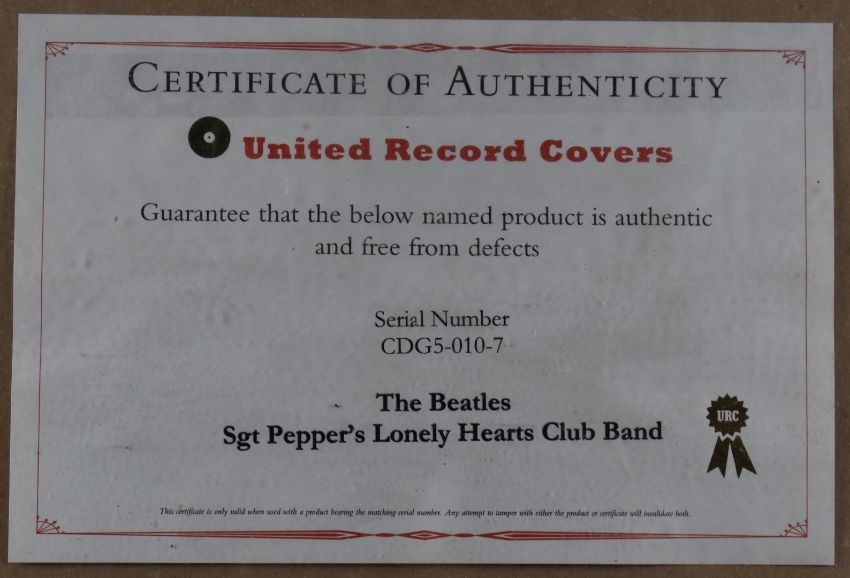 CERTIFICATE OF AUTHENTICITY
United Record Covers
Guarantee that the below named product is authentic
and free from defects
Serial Number
CDG5-010-7
The Beatles
Sgt Pepper's Lonely Hearts Club Band
URC
This certificate is only valid when used with a product bearing the matching serial number. Any attempt to tamper with either the product or certificate will invalidate both.